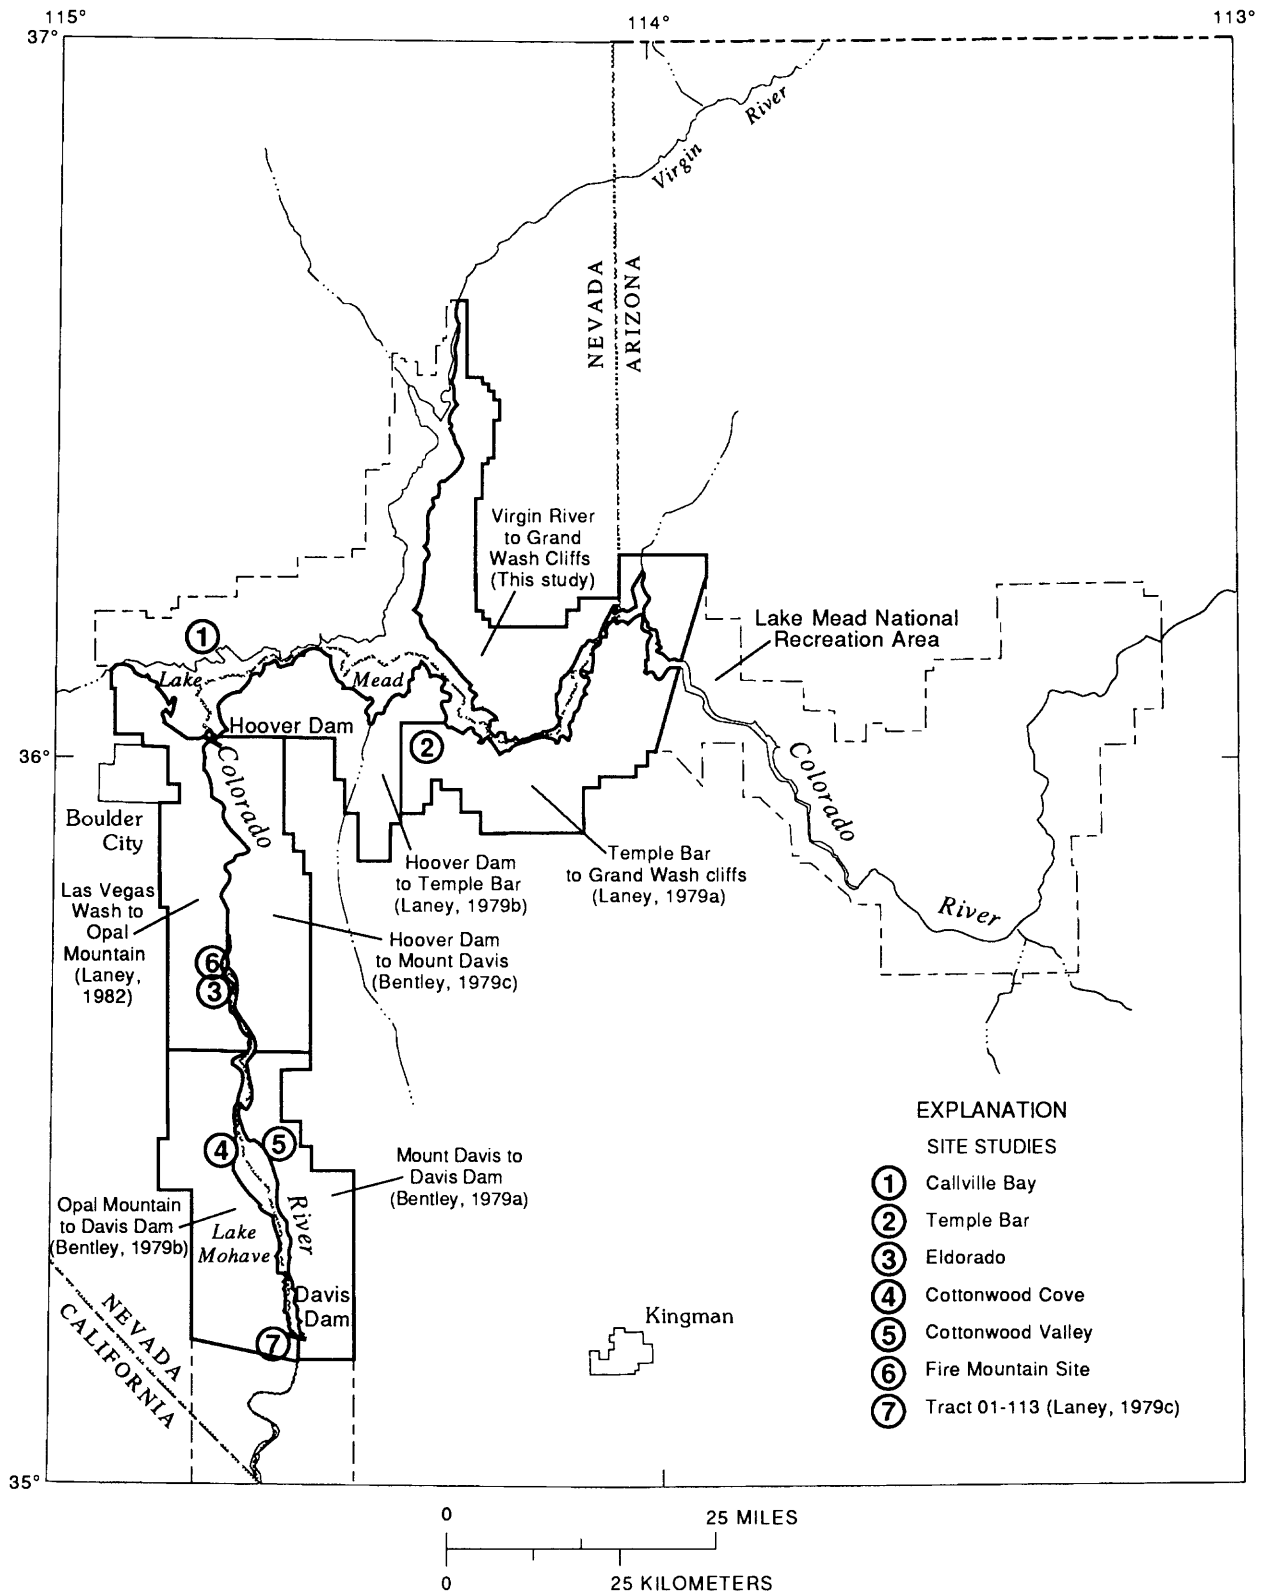 115°
114°
113°
37°
Virgin
River
NEVADA
ARIZONA
Virgin River
to Grand
Wash Cliffs
(This study)
1
Lake Mead National
Recreation Area
Lake
Mead
Hoover Dam
2
36°
Colorado
Colorado
Boulder
City
Temple Bar
to Grand Wash cliffs
(Laney, 1979a)
Hoover Dam
to Temple Bar
(Laney, 1979b)
Las Vegas
Wash to
Opal
Mountain
(Laney,
1982)
River
Hoover Dam
to Mount Davis
(Bentley, 1979c)
6
3
4
5
Mount Davis to
Davis Dam
(Bentley, 1979a)
Opal Mountain
to Davis Dam
(Bentley, 1979b)
River
Lake
Mohave
Davis
Dam
7
NEVADA
CALIFORNIA
Kingman
EXPLANATION
SITE STUDIES
1 Callville Bay
2 Temple Bar
3 Eldorado
4 Cottonwood Cove
5 Cottonwood Valley
6 Fire Mountain Site
7 Tract 01-113 (Laney, 1979c)
35°
0 25 MILES
0 25 KILOMETERS